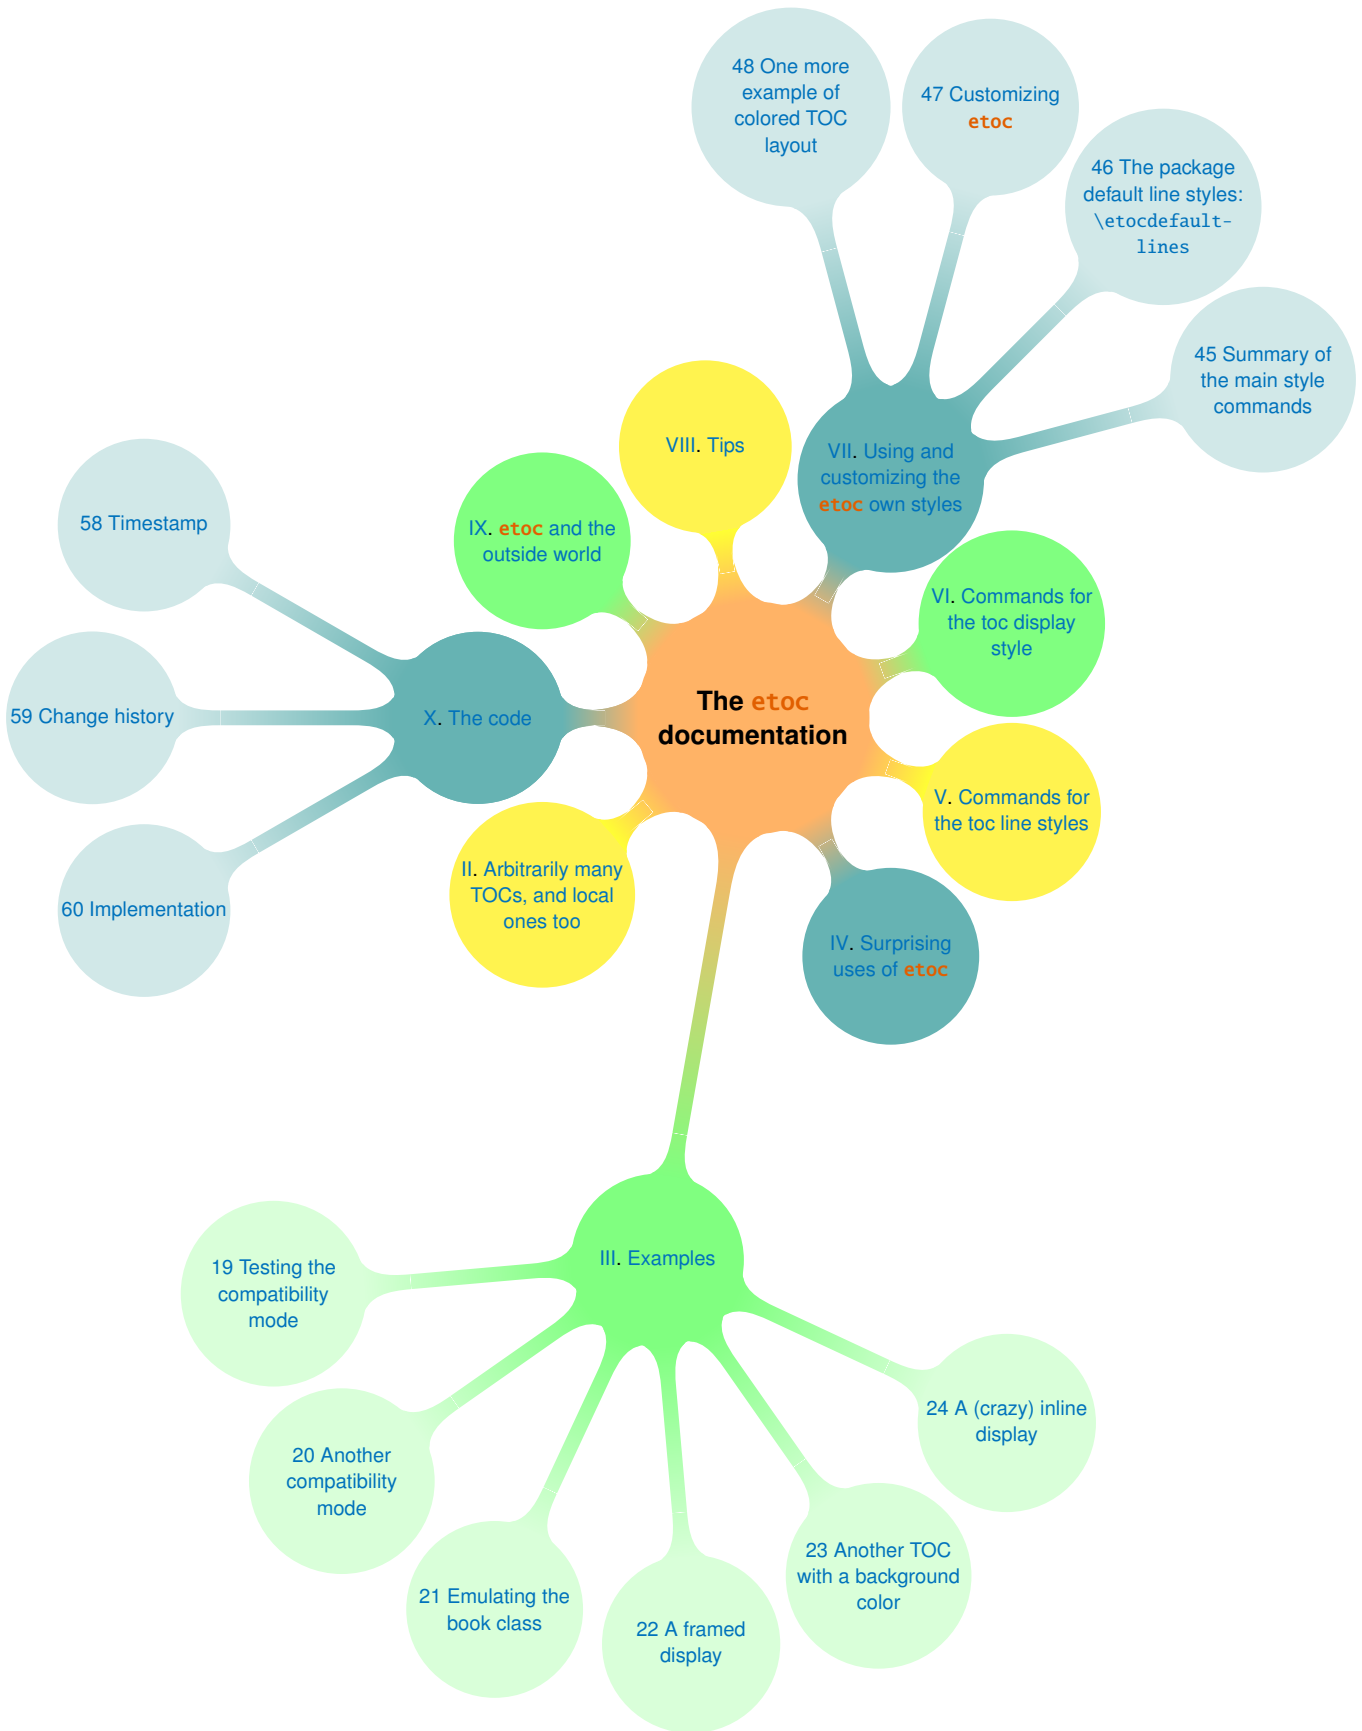 48 One more
example of
colored TOC
layout
47 Customizing
etoc
46 The package
default line styles:
\etocdefault-
lines
45 Summary of
the main style
commands
VII. Using and
customizing the
etoc own styles
VIII. Tips
IX. etoc and the
outside world
VI. Commands for
the toc display
style
58 Timestamp
59 Change history
60 Implementation
X. The code
The etoc
documentation
V. Commands for
the toc line styles
II. Arbitrarily many
TOCs, and local
ones too
IV. Surprising
uses of etoc
III. Examples
19 Testing the
compatibility
mode
20 Another
compatibility
mode
21 Emulating the
book class
22 A framed
display
23 Another TOC
with a background
color
24 A (crazy) inline
display